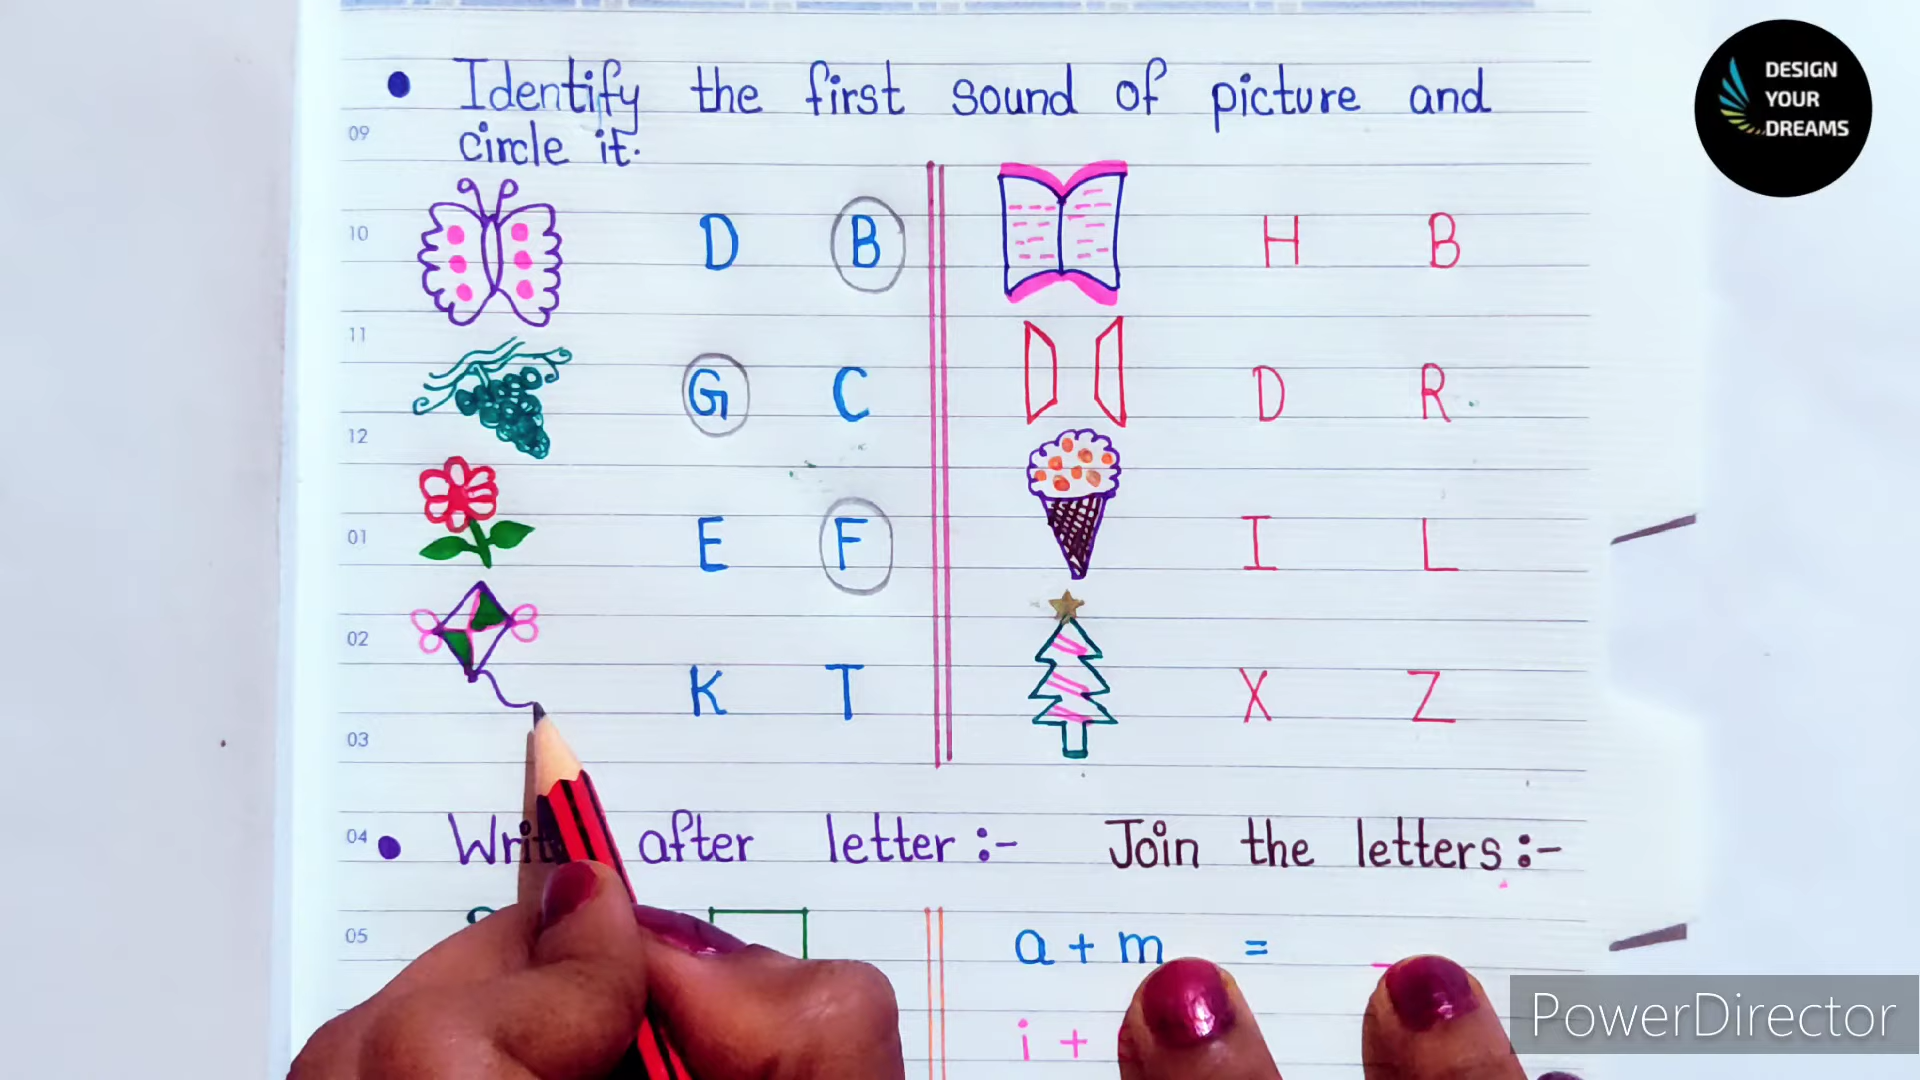 • Identify the first sound of picture and
circle it.
09
10
11
12
01
02
03
04
05
D B
G C
E F
K T
H B
D R
I L
X Z
• after letter :-
Join the letters :-
a + m =
i +
DESIGN
YOUR
DREAMS
PowerDirector